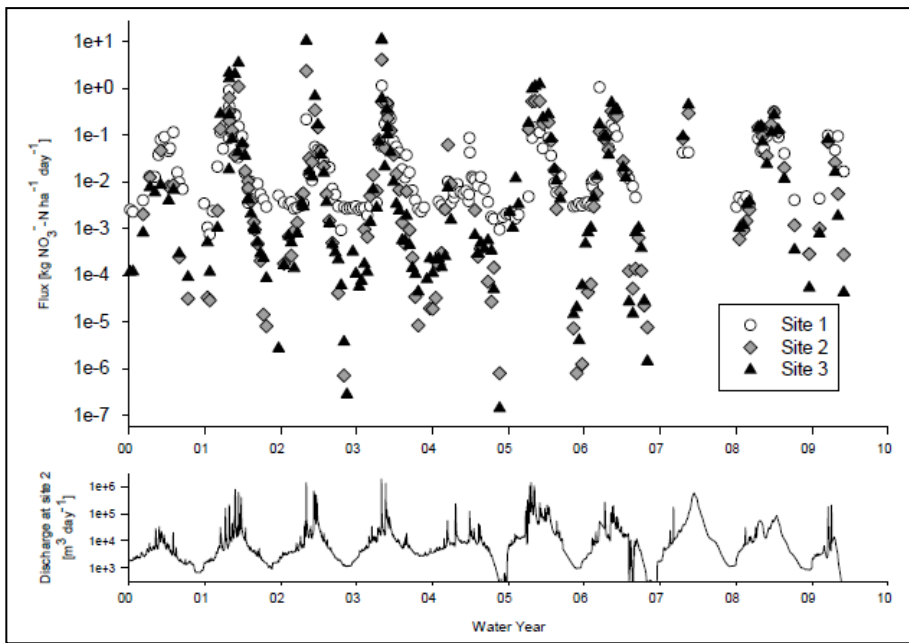 Flux [kg NO₃⁻-N ha⁻¹ day⁻¹]
1e+1
1e+0
1e-1
1e-2
1e-3
1e-4
1e-5
1e-6
1e-7
Site 1
Site 2
Site 3
00 01 02 03 04 05 06 07 08 09 10
Discharge at site 2
[m³ day⁻¹]
1e+6
1e+5
1e+4
1e+3
00 01 02 03 04 05 06 07 08 09 10
Water Year